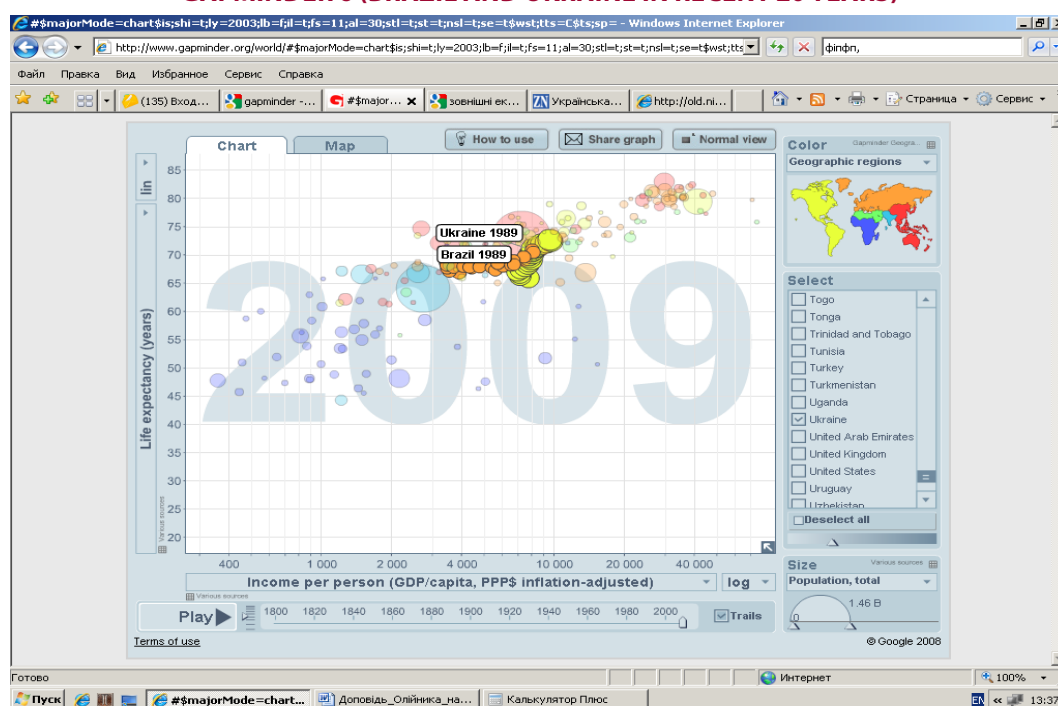 #$majorMode=chart$is;shi=t;ly=2003;lb=f;il=t;fs=11;al=30;stl=t;st=t;nsl=t;se=t$wst;tts=C$ts;sp= - Windows Internet Explorer
http://www.gapminder.org/world/#$majorMode=chart$is;shi=t;ly=2003;lb=f;il=t;fs=11;al=30;stl=t;st=t;nsl=t;se=t$wst;tts
фінфп,
Файл Правка Вид Избранное Сервис Справка
(135) Вход... gapminder -... #$major... зовнішні ек... Українська... http://old.ni... Страница Сервис
Chart Map How to use Share graph Normal view
Color
Geographic regions
lin
85
80
75
70
65
60
55
50
45
40
35
30
25
20
Life expectancy (years)
Various sources
Ukraine 1989
Brazil 1989
2009
Select
Togo
Tonga
Trinidad and Tobago
Tunisia
Turkey
Turkmenistan
Uganda
Ukraine
United Arab Emirates
United Kingdom
United States
Uruguay
Uzbekistan
Deselect all
400 1 000 2 000 4 000 10 000 20 000 40 000
Income per person (GDP/capita, PPP$ inflation-adjusted) log
Various sources
Size Various sources
Population, total
1.46 B
0
Play 1800 1820 1840 1860 1880 1900 1920 1940 1960 1980 2000 Trails
Terms of use © Google 2008
Готово Интернет 100%
Пуск #$majorMode=chart... Доповідь_Олійника_на... Калькулятор Плюс EN 13:37